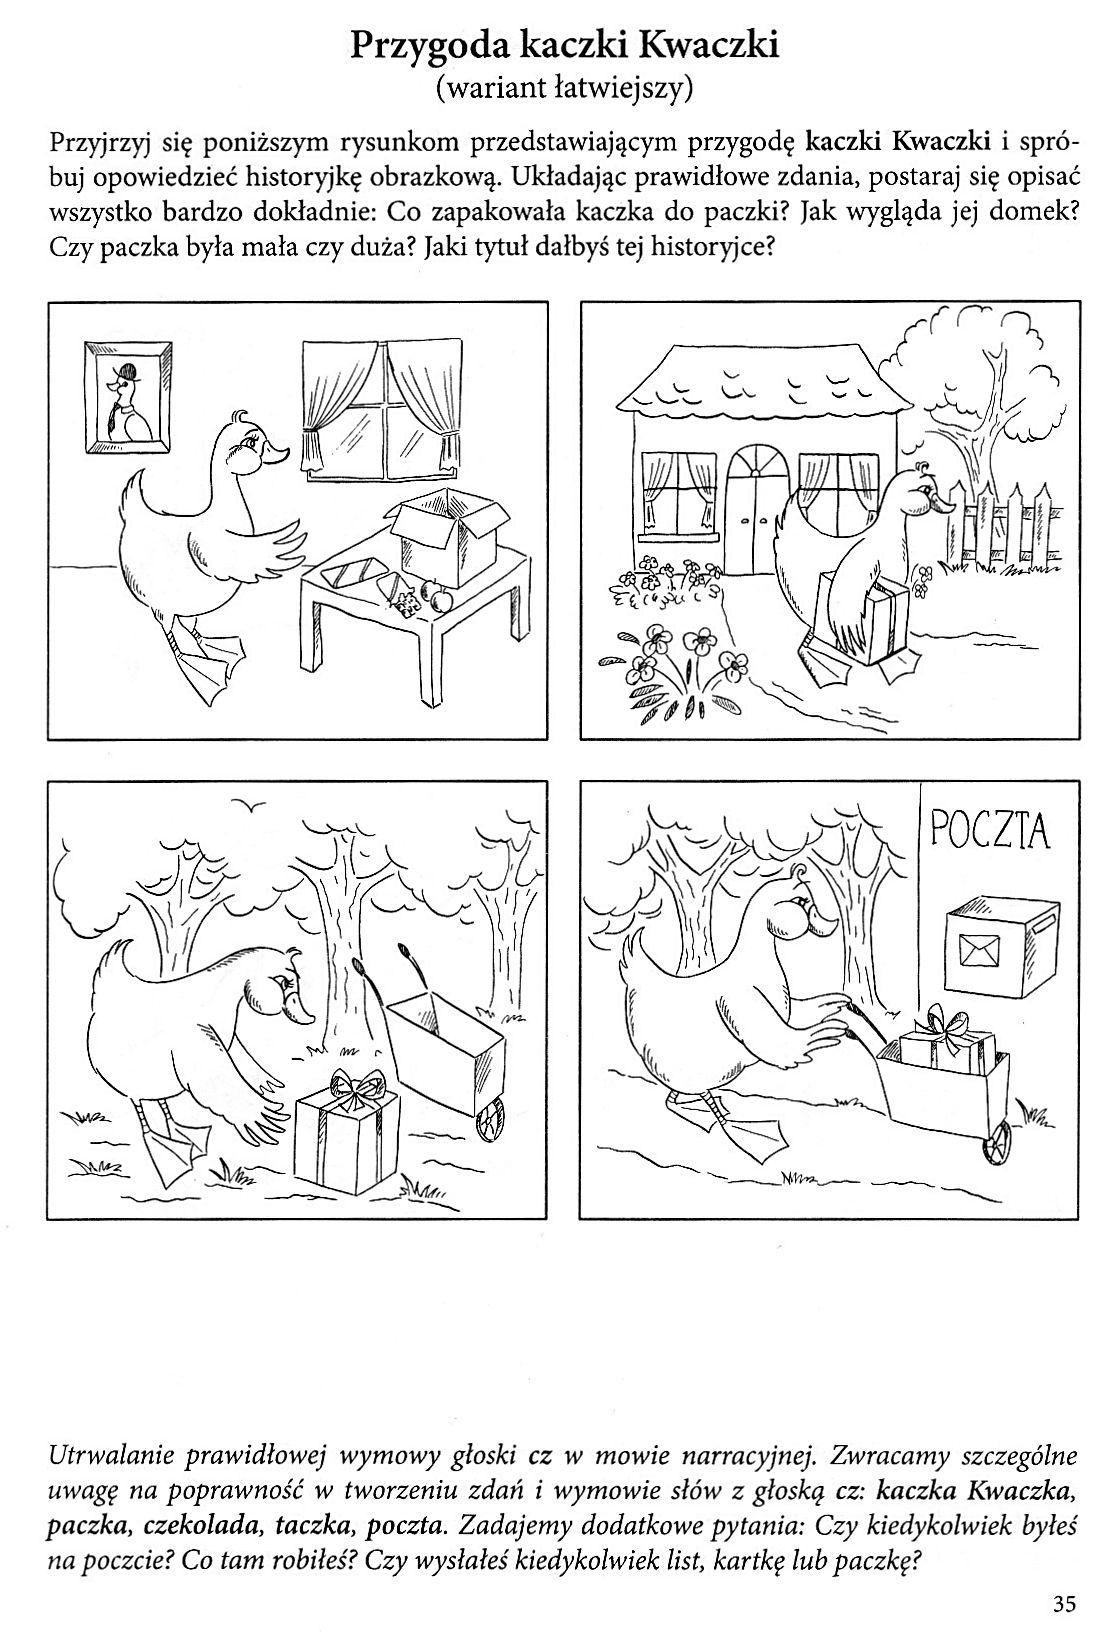 Przygoda kaczki Kwaczki
(wariant łatwiejszy)
Przyjrzyj się poniższym rysunkom przedstawiającym przygodę kaczki Kwaczki i spró-
buj opowiedzieć historyjkę obrazkową. Układając prawidłowe zdania, postaraj się opisać
wszystko bardzo dokładnie: Co zapakowała kaczka do paczki? Jak wygląda jej domek?
Czy paczka była mała czy duża? Jaki tytuł dałbyś tej historyjce?
POCZTA
Utrwalanie prawidłowej wymowy głoski cz w mowie narracyjnej. Zwracamy szczególne
uwagę na poprawność w tworzeniu zdań i wymowie słów z głoską cz: kaczka Kwaczka,
paczka, czekolada, taczka, poczta. Zadajemy dodatkowe pytania: Czy kiedykolwiek byłeś
na poczcie? Co tam robiłeś? Czy wysłałeś kiedykolwiek list, kartkę lub paczkę?
35